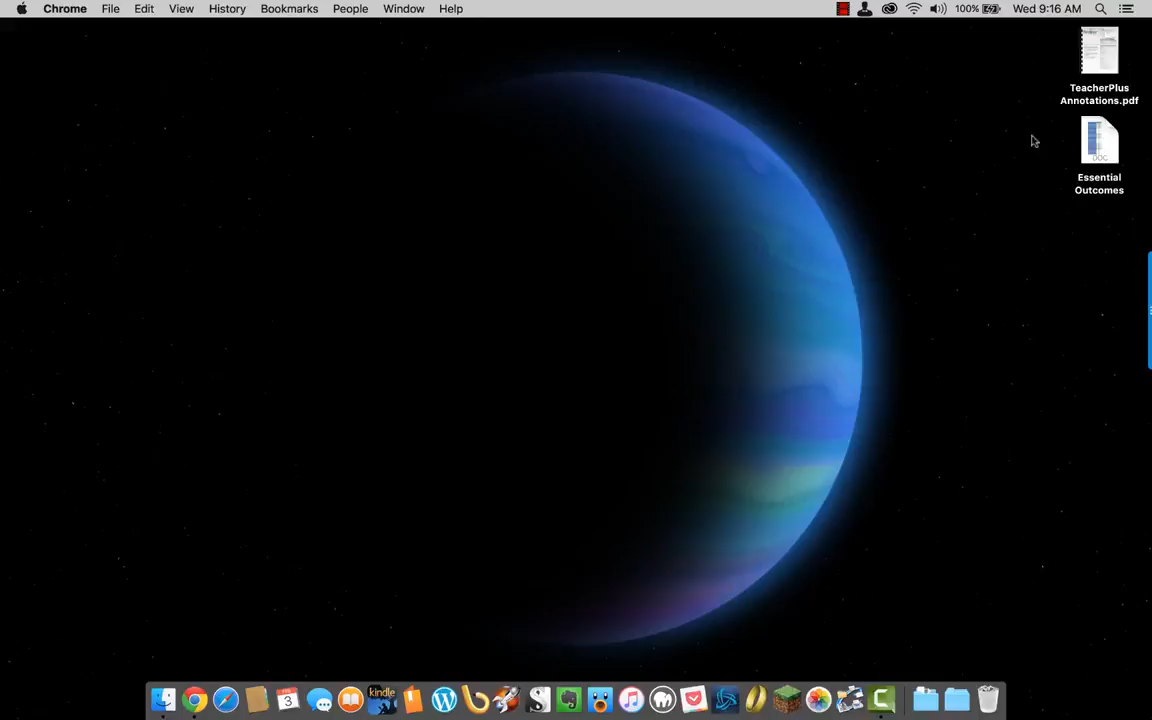 Chrome File Edit View History Bookmarks People Window Help 100% Wed 9:16 AM
TeacherPlus
Annotations.pdf
DOC
Essential
Outcomes
3
kindle